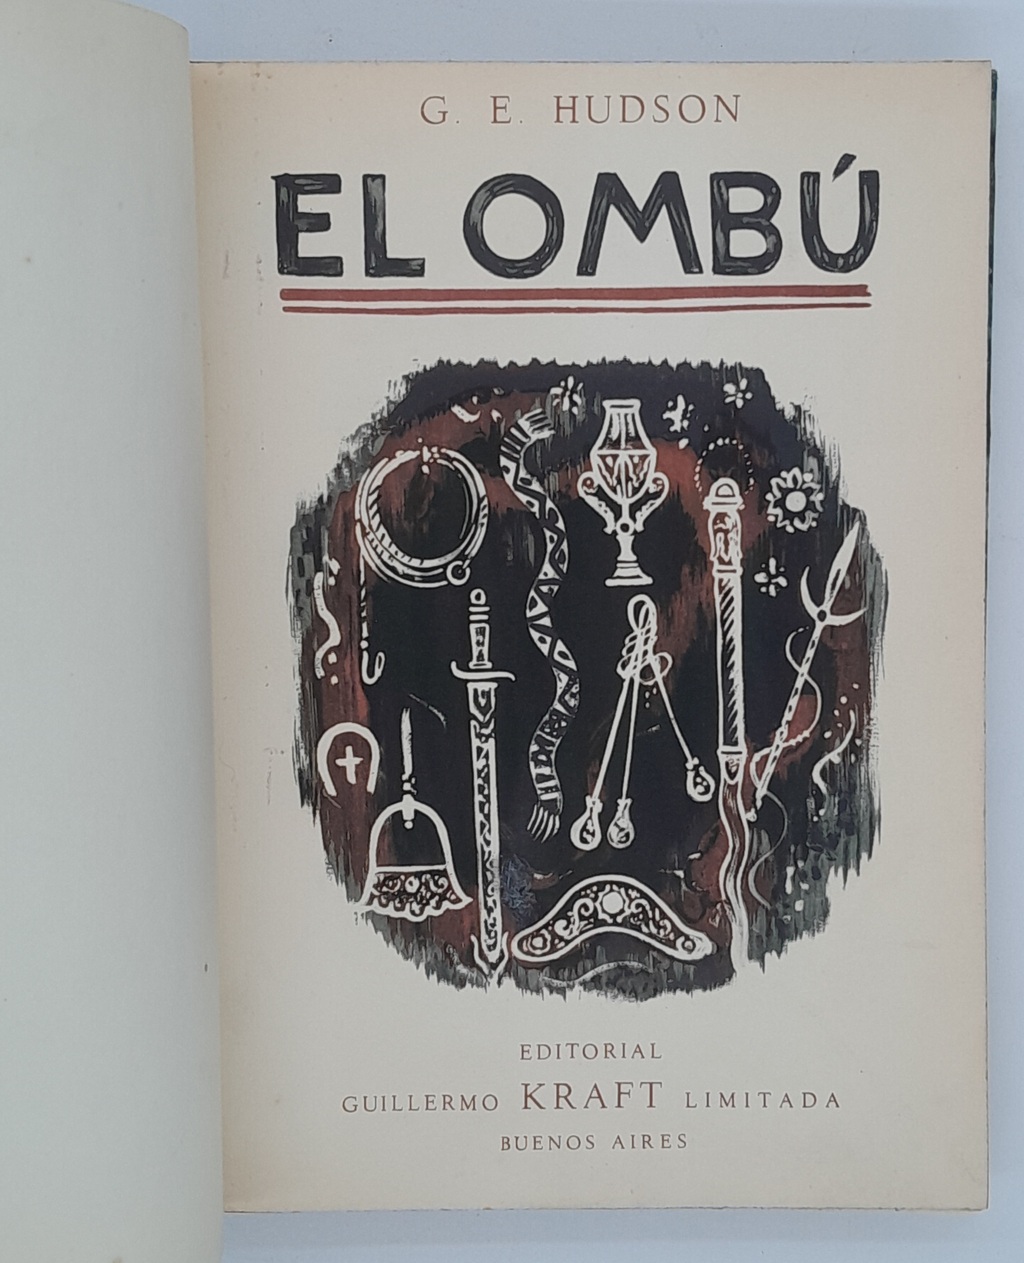 G. E. HUDSON
EL OMBÚ
EDITORIAL
GUILLERMO KRAFT LIMITADA
BUENOS AIRES